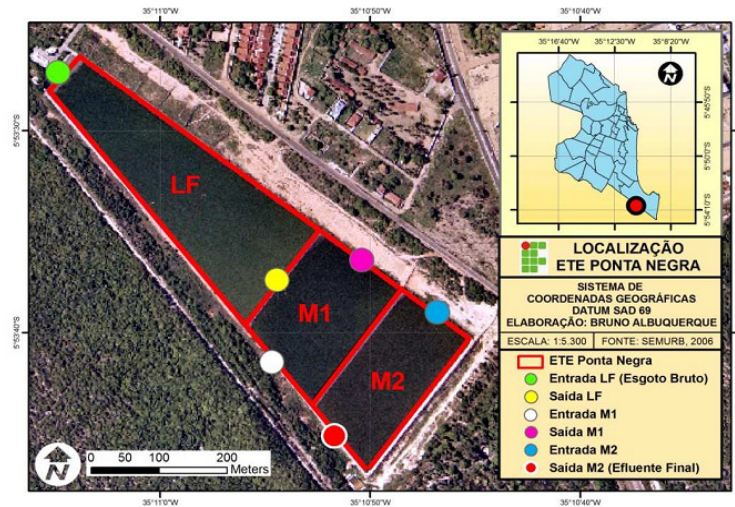 35°11'0"W
35°10'50"W
35°10'40"W
5°53'30"S
5°53'40"S
LF
M1
M2
0 50 100 200
Meters
N
35°11'0"W
35°10'50"W
35°10'40"W
35°16'40"W 35°12'30"W 35°8'20"W
N
5°45'50"S
5°50'0"S
5°54'10"S
LOCALIZAÇÃO
ETE PONTA NEGRA
SISTEMA DE
COORDENADAS GEOGRÁFICAS
DATUM SAD 69
ELABORAÇÃO: BRUNO ALBUQUERQUE
ESCALA: 1:5.300 FONTE: SEMURB, 2006
ETE Ponta Negra
Entrada LF (Esgoto Bruto)
Saída LF
Entrada M1
Saída M1
Entrada M2
Saída M2 (Efluente Final)